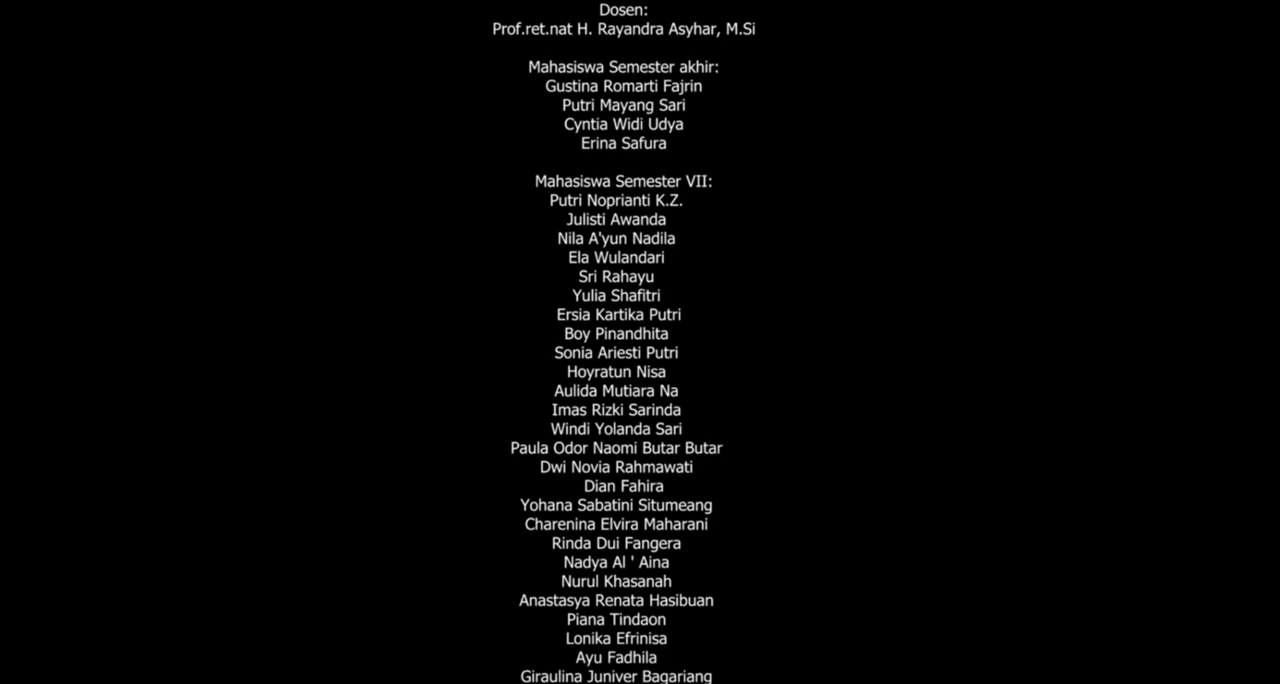 Dosen:
Prof.ret.nat H. Rayandra Asyhar, M.Si
Mahasiswa Semester akhir:
Gustina Romarti Fajrin
Putri Mayang Sari
Cyntia Widi Udya
Erina Safura
Mahasiswa Semester VII:
Putri Noprianti K.Z.
Julisti Awanda
Nila A'yun Nadila
Ela Wulandari
Sri Rahayu
Yulia Shafitri
Ersia Kartika Putri
Boy Pinandhita
Sonia Ariesti Putri
Hoyratun Nisa
Aulida Mutiara Na
Imas Rizki Sarinda
Windi Yolanda Sari
Paula Odor Naomi Butar Butar
Dwi Novia Rahmawati
Dian Fahira
Yohana Sabatini Situmeang
Charenina Elvira Maharani
Rinda Dui Fangera
Nadya Al ' Aina
Nurul Khasanah
Anastasya Renata Hasibuan
Piana Tindaon
Lonika Efrinisa
Ayu Fadhila
Giraulina Juniver Bagariang